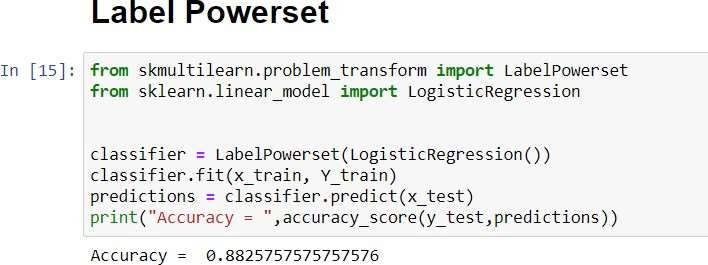 Label Powerset
In [15]: from skmultilearn.problem_transform import LabelPowerset
from sklearn.linear_model import LogisticRegression
classifier = LabelPowerset(LogisticRegression())
classifier.fit(x_train, Y_train)
predictions = classifier.predict(x_test)
print("Accuracy = ",accuracy_score(y_test,predictions))
Accuracy =  0.8825757575757576